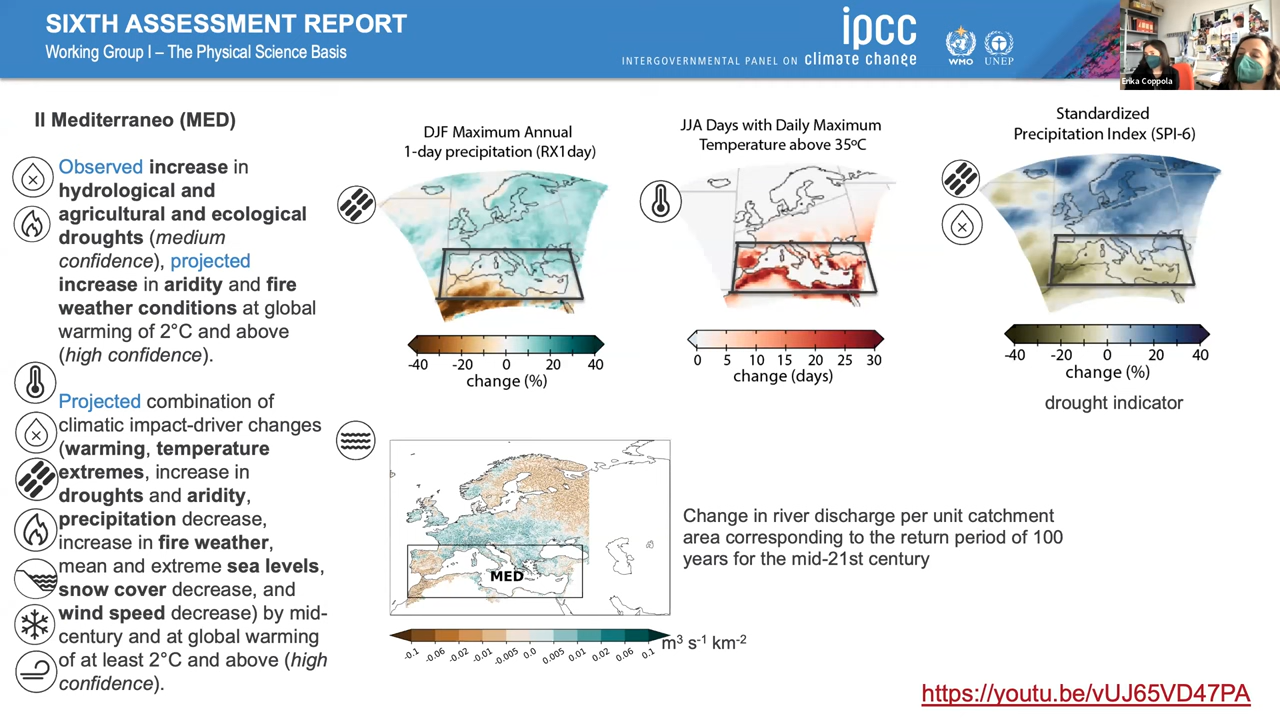 SIXTH ASSESSMENT REPORT
Working Group I – The Physical Science Basis
ipcc
INTERGOVERNMENTAL PANEL ON climate change
WMO
UNEP
Erika Coppola
Il Mediterraneo (MED)
Observed increase in
hydrological and
agricultural and ecological
droughts (medium
confidence), projected
increase in aridity and fire
weather conditions at global
warming of 2°C and above
(high confidence).
Projected combination of
climatic impact-driver changes
(warming, temperature
extremes, increase in
droughts and aridity,
precipitation decrease,
increase in fire weather,
mean and extreme sea levels,
snow cover decrease, and
wind speed decrease) by mid-
century and at global warming
of at least 2°C and above (high
confidence).
DJF Maximum Annual
1-day precipitation (RX1day)
-40 -20 0 20 40
change (%)
JJA Days with Daily Maximum
Temperature above 35ºC
0 5 10 15 20 25 30
change (days)
Standardized
Precipitation Index (SPI-6)
-40 -20 0 20 40
change (%)
drought indicator
MED
-0.1 -0.06 -0.02 -0.01 -0.005 0.0 0.005 0.01 0.02 0.06 0.1
m³ s⁻¹ km⁻²
Change in river discharge per unit catchment
area corresponding to the return period of 100
years for the mid-21st century
https://youtu.be/vUJ65VD47PA